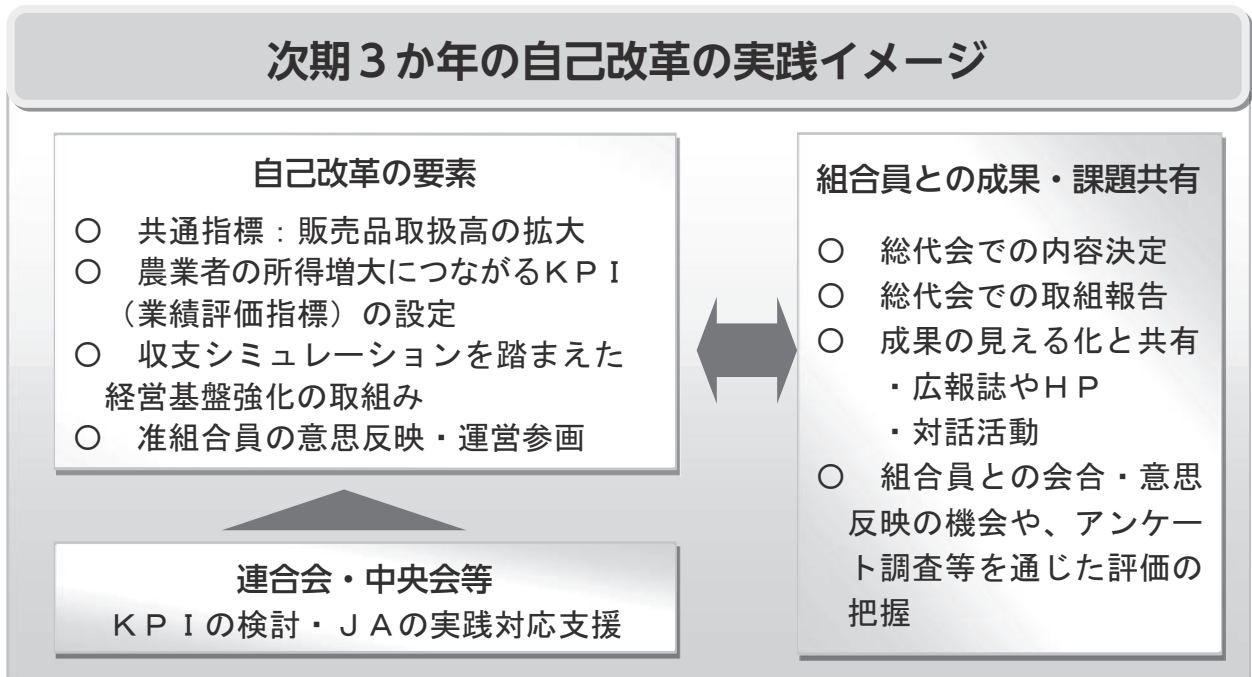 次期３か年の自己改革の実践イメージ
自己改革の要素
○　共通指標：販売品取扱高の拡大
○　農業者の所得増大につながるＫＰＩ
（業績評価指標）の設定
○　収支シミュレーションを踏まえた
経営基盤強化の取組み
○　准組合員の意思反映・運営参画
連合会・中央会等
ＫＰＩの検討・ＪＡの実践対応支援
組合員との成果・課題共有
○　総代会での内容決定
○　総代会での取組報告
○　成果の見える化と共有
・広報誌やＨＰ
・対話活動
○　組合員との会合・意思
反映の機会や、アンケー
ト調査等を通じた評価の
把握